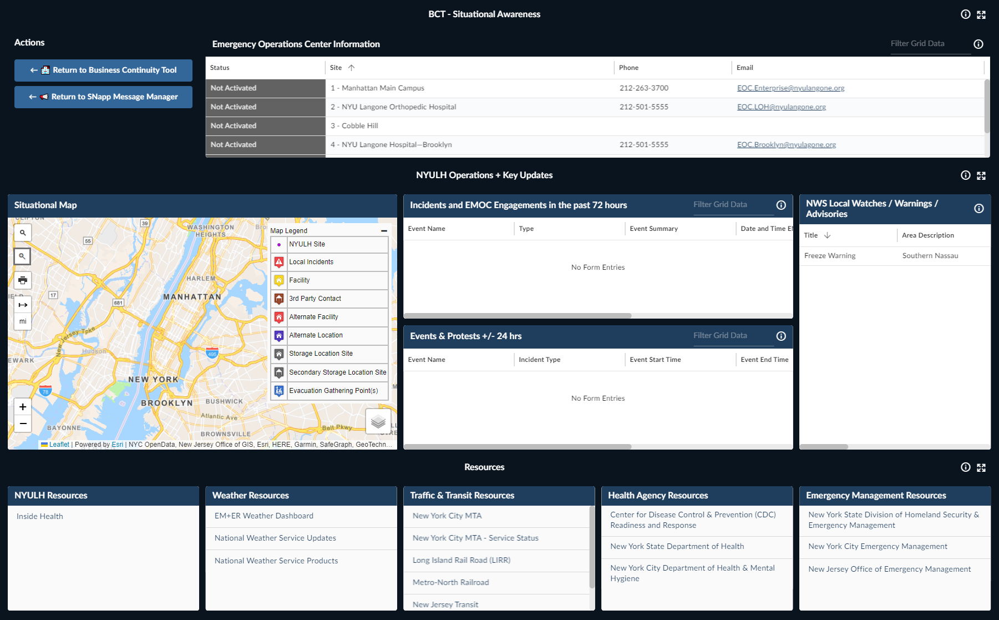 BCT - Situational Awareness
Actions
← Return to Business Continuity Tool
← Return to SNapp Message Manager
Emergency Operations Center Information
Filter Grid Data
Status Site Phone Email
Not Activated 1 - Manhattan Main Campus 212-263-3700 EOC.Enterprise@nyulangone.org
Not Activated 2 - NYU Langone Orthopedic Hospital 212-501-5555 EOC.LOH@nyulangone.org
Not Activated 3 - Cobble Hill
Not Activated 4 - NYU Langone Hospital—Brooklyn 212-501-5555 EOC.Brooklyn@nyulagone.org
NYULH Operations + Key Updates
Situational Map
CLIFTON
39
WASHINGTON
HEIGHTS
Bro
55
HARLEM
17
MANHATTAN
681
mi
New Jersey Tpke
Hudson
495
EWARK
NEW YORK
78
BROOKLYN
BUSHWICK
Atlantic Ave
BAYONNE
BROWNSVILLE
Belt Pkwy
+
−
Map Legend
NYULH Site
Local Incidents
Facility
3rd Party Contact
Alternate Facility
Alternate Location
Storage Location Site
Secondary Storage Location Site
Evacuation Gathering Point(s)
Leaflet | Powered by Esri | NYC OpenData, New Jersey Office of GIS, Esri, HERE, Garmin, SafeGraph, GeoTechn...
Incidents and EMOC Engagements in the past 72 hours
Filter Grid Data
Event Name Type Event Summary Date and Time
No Form Entries
Events & Protests +/- 24 hrs
Filter Grid Data
Event Name Incident Type Event Start Time Event End Time
No Form Entries
NWS Local Watches / Warnings /
Advisories
Title Area Description
Freeze Warning Southern Nassau
Resources
NYULH Resources
Inside Health
Weather Resources
EM+ER Weather Dashboard
National Weather Service Updates
National Weather Service Products
Traffic & Transit Resources
New York City MTA
New York City MTA - Service Status
Long Island Rail Road (LIRR)
Metro-North Railroad
New Jersey Transit
Health Agency Resources
Center for Disease Control & Prevention (CDC)
Readiness and Response
New York State Department of Health
New York City Department of Health & Mental
Hygiene
Emergency Management Resources
New York State Division of Homeland Security &
Emergency Management
New York City Emergency Management
New Jersey Office of Emergency Management